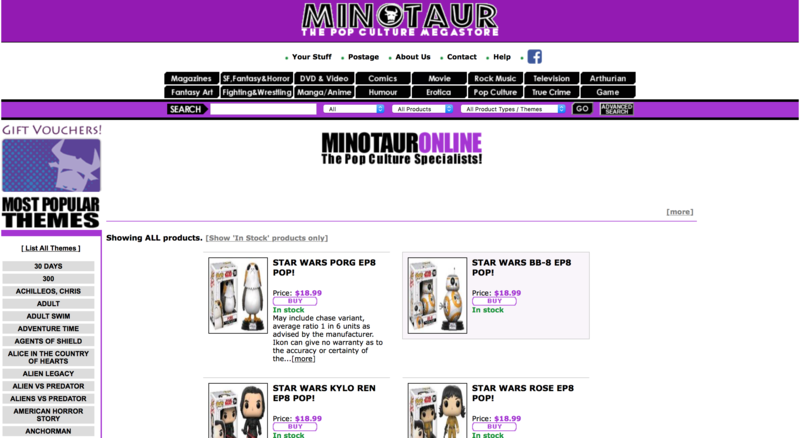 MINOTAUR
THE POP CULTURE MEGASTORE
Your Stuff
Postage
About Us
Contact
Help
Magazines
SF,Fantasy&Horror
DVD & Video
Comics
Movie
Rock Music
Television
Arthurian
Fantasy Art
Fighting&Wrestling
Manga/Anime
Humour
Erotica
Pop Culture
True Crime
Game
SEARCH
All
All Products
All Product Types / Themes
GO
ADVANCED
SEARCH
GIFT VOUCHERS!
MOST POPULAR
THEMES
[ List All Themes ]
30 DAYS
300
ACHILLEOS, CHRIS
ADULT
ADULT SWIM
ADVENTURE TIME
AGENTS OF SHIELD
ALICE IN THE COUNTRY
OF HEARTS
ALIEN LEGACY
ALIEN VS PREDATOR
ALIENS VS PREDATOR
AMERICAN HORROR
STORY
ANCHORMAN
MINOTAURONLINE
The Pop Culture Specialists!
[more]
Showing ALL products. [Show 'In Stock' products only]
STAR WARS PORG EP8
POP!
Price: $18.99
BUY
In stock
May include chase variant,
average ratio 1 in 6 units as
advised by the manufacturer.
Ikon can give no warranty as to
the accuracy or certainty of
the...[more]
STAR WARS BB-8 EP8
POP!
Price: $18.99
BUY
In stock
STAR WARS KYLO REN
EP8 POP!
Price: $18.99
BUY
In stock
STAR WARS ROSE EP8
POP!
Price: $18.99
BUY
In stock